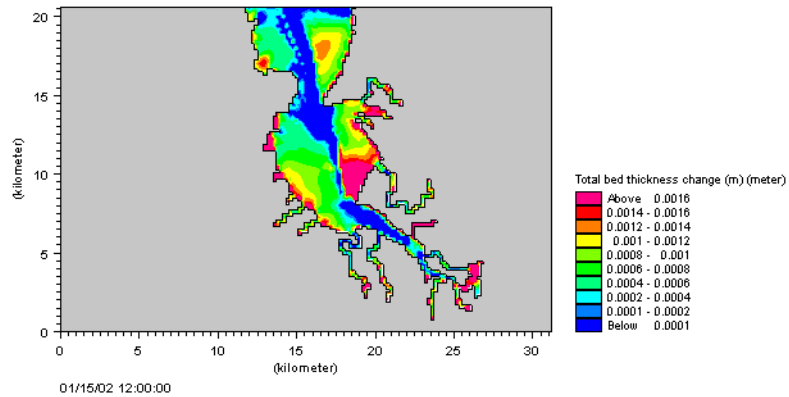 20
15
(kilometer)
10
5
0
0 5 10 15 20 25 30
(kilometer)
01/15/02 12:00:00
Total bed thickness change (m) (meter)
Above 0.0016
0.0014 - 0.0016
0.0012 - 0.0014
0.001 - 0.0012
0.0008 - 0.001
0.0006 - 0.0008
0.0004 - 0.0006
0.0002 - 0.0004
0.0001 - 0.0002
Below 0.0001